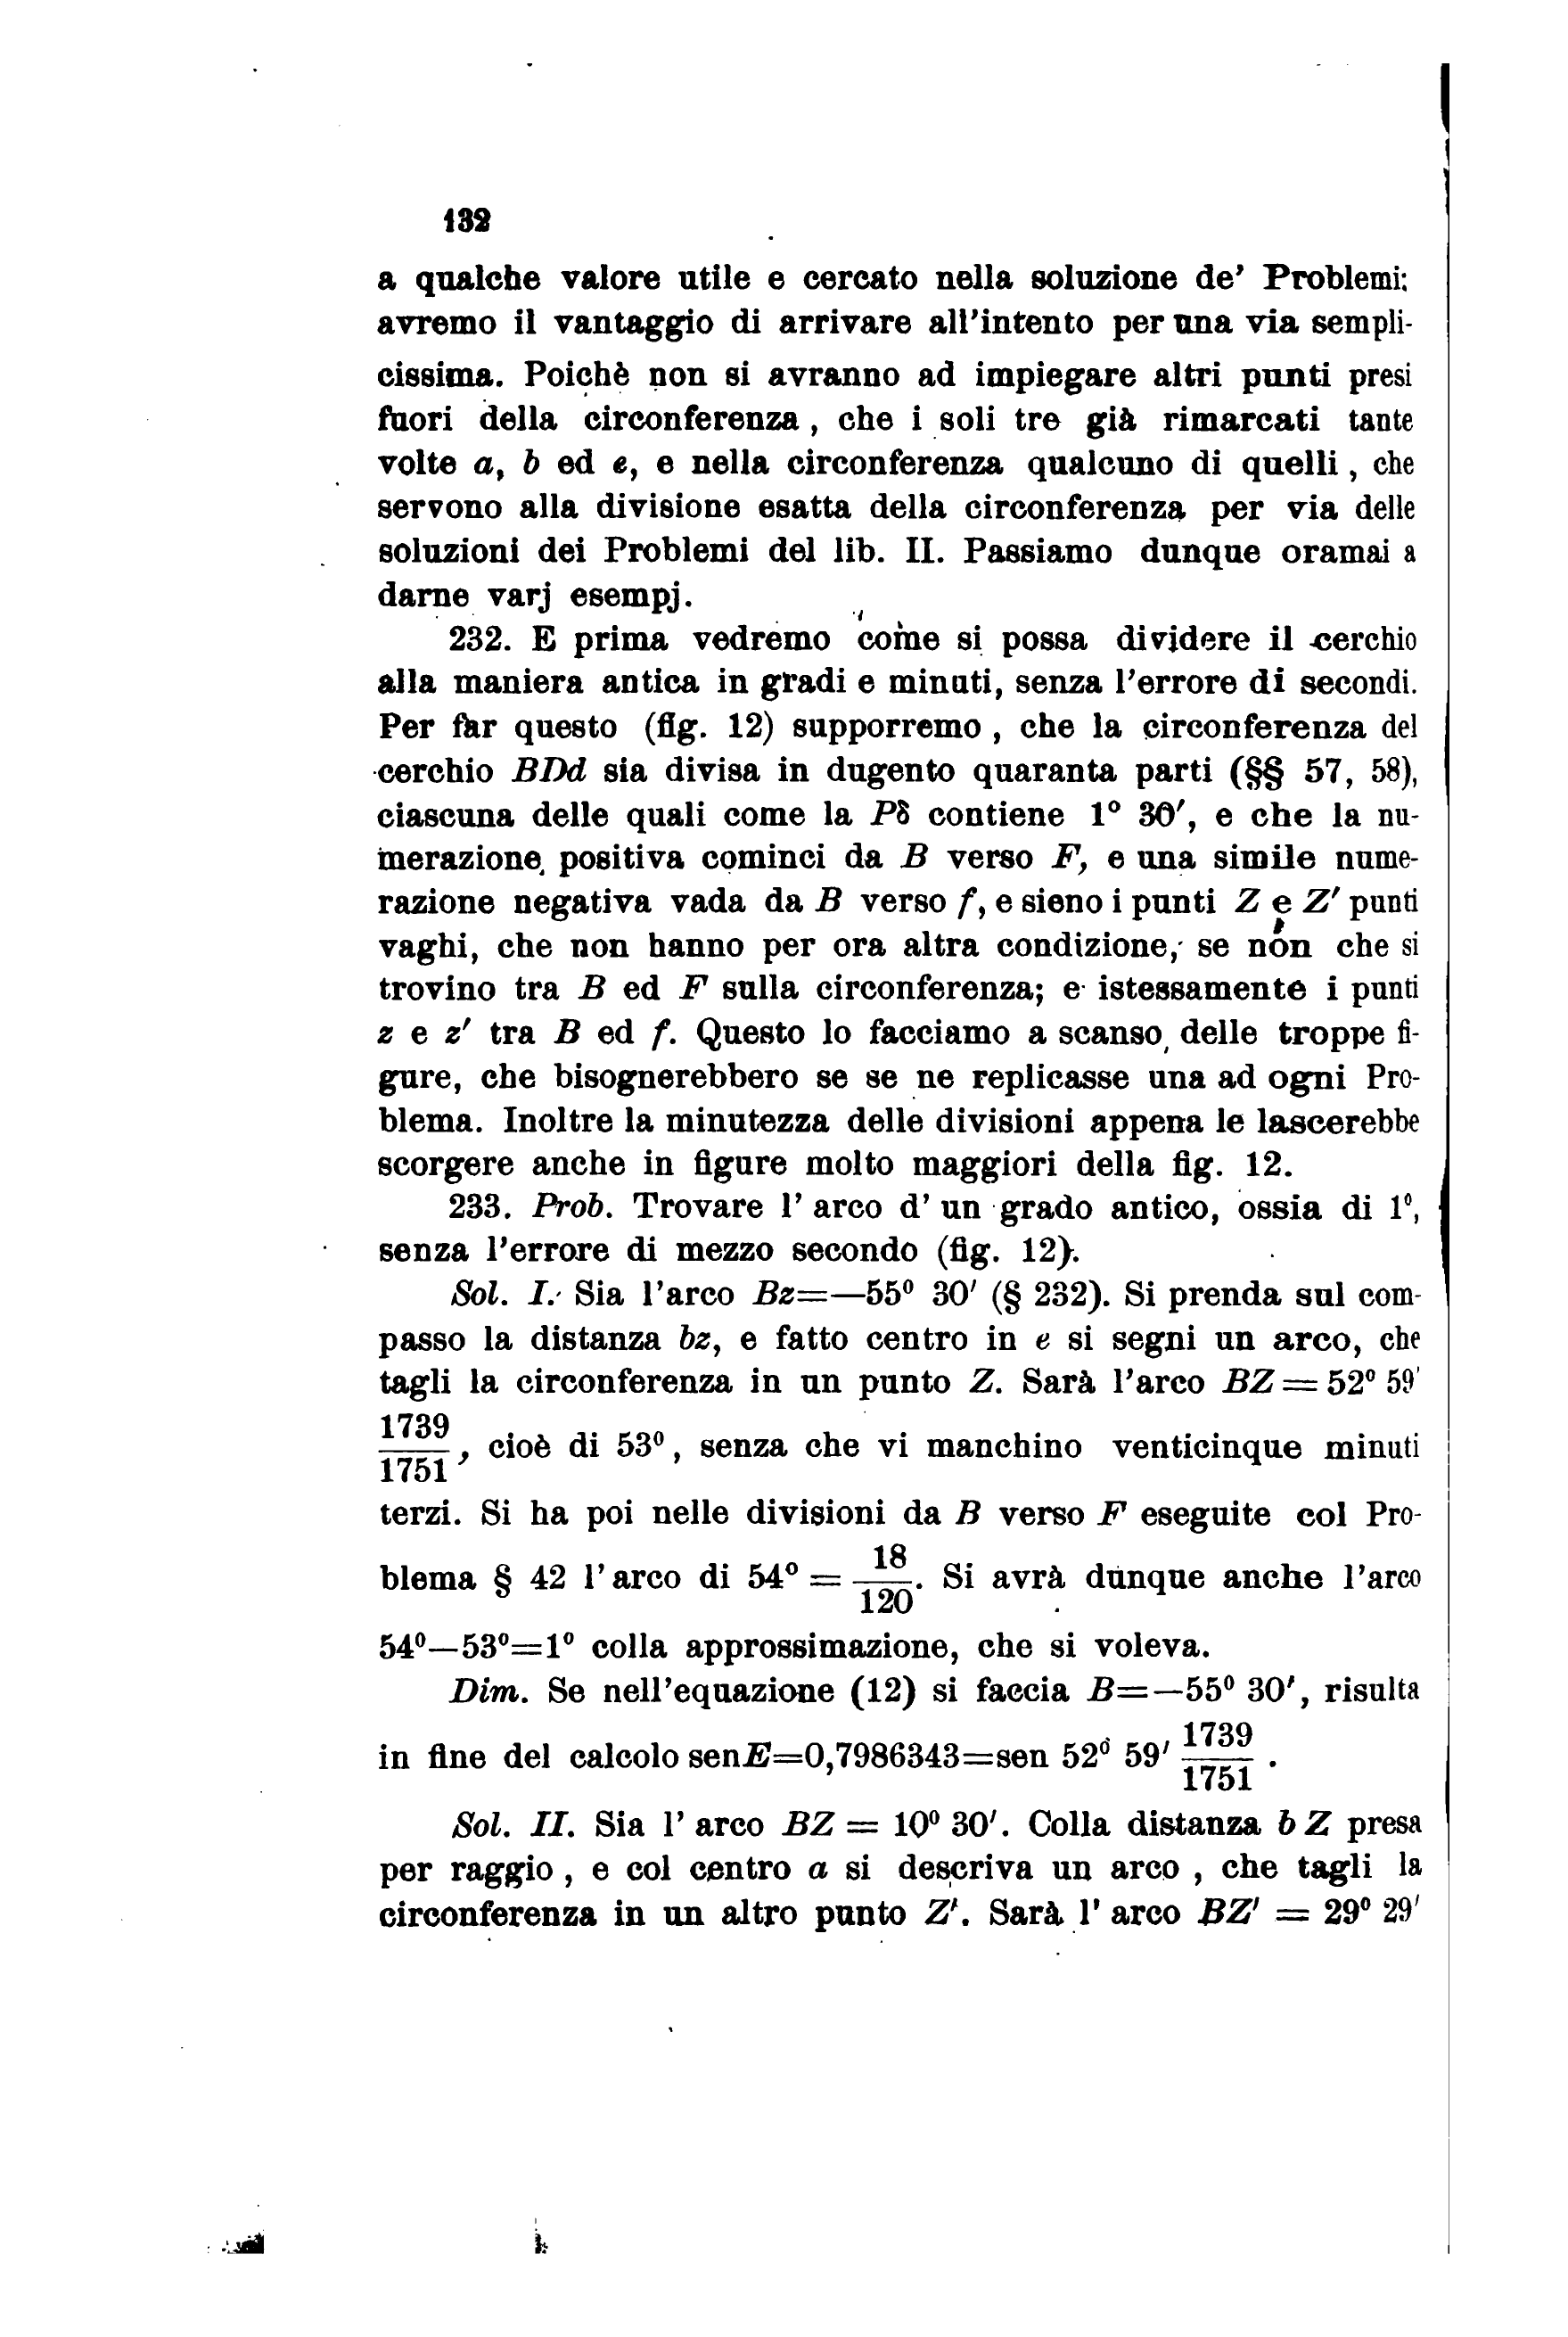 132
a qualche valore utile e cercato nella soluzione de' Problemi:
avremo il vantaggio di arrivare all'intento per una via sempli-
cissima. Poichè non si avranno ad impiegare altri punti presi
fuori della circonferenza, che i soli tre già rimarcati tante
volte a, b ed e, e nella circonferenza qualcuno di quelli, che
servono alla divisione esatta della circonferenza per via delle
soluzioni dei Problemi del lib. II. Passiamo dunque oramai a
darne varj esempj.
232. E prima vedremo come si possa dividere il cerchio
alla maniera antica in gradi e minuti, senza l'errore di secondi.
Per far questo (fig. 12) supporremo, che la circonferenza del
cerchio BDd sia divisa in dugento quaranta parti (§§ 57, 58),
ciascuna delle quali come la Pδ contiene 1° 30', e che la nu-
merazione positiva cominci da B verso F, e una simile nume-
razione negativa vada da B verso f, e sieno i punti Z e Z' punti
vaghi, che non hanno per ora altra condizione, se non che si
trovino tra B ed F sulla circonferenza; e istessamente i punti
z e z' tra B ed f. Questo lo facciamo a scanso delle troppe fi-
gure, che bisognerebbero se se ne replicasse una ad ogni Pro-
blema. Inoltre la minutezza delle divisioni appena le lascerebbe
scorgere anche in figure molto maggiori della fig. 12.
233. Prob. Trovare l' arco d' un grado antico, ossia di 1°,
senza l'errore di mezzo secondo (fig. 12).
Sol. I. Sia l'arco Bz=—55° 30' (§ 232). Si prenda sul com-
passo la distanza bz, e fatto centro in e si segni un arco, che
tagli la circonferenza in un punto Z. Sarà l'arco BZ = 52° 59'
1739/1751, cioè di 53°, senza che vi manchino venticinque minuti
terzi. Si ha poi nelle divisioni da B verso F eseguite col Pro-
blema § 42 l'arco di 54° = 18/120. Si avrà dunque anche l'arco
54°—53°=1° colla approssimazione, che si voleva.
Dim. Se nell'equazione (12) si faccia B=—55° 30', risulta
in fine del calcolo senE=0,7986343=sen 52° 59' 1739/1751.
Sol. II. Sia l' arco BZ = 10° 30'. Colla distanza b Z presa
per raggio, e col centro a si descriva un arco, che tagli la
circonferenza in un altro punto Z'. Sarà l' arco BZ' = 29° 29'